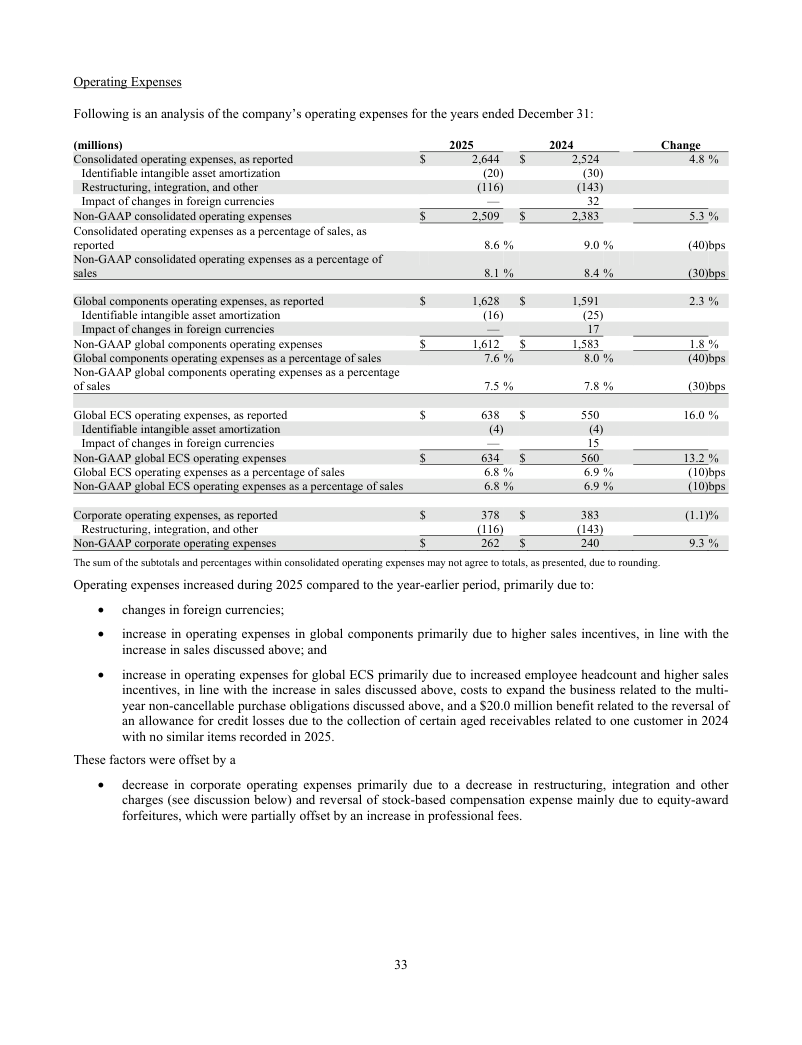 Operating Expenses
Following is an analysis of the company’s operating expenses for the years ended December 31:
(millions) 2025 2024 Change
Consolidated operating expenses, as reported $ 2,644 $ 2,524 4.8 %
Identifiable intangible asset amortization (20) (30)
Restructuring, integration, and other (116) (143)
Impact of changes in foreign currencies — 32
Non-GAAP consolidated operating expenses $ 2,509 $ 2,383 5.3 %
Consolidated operating expenses as a percentage of sales, as
reported 8.6 % 9.0 % (40)bps
Non-GAAP consolidated operating expenses as a percentage of
sales 8.1 % 8.4 % (30)bps
Global components operating expenses, as reported $ 1,628 $ 1,591 2.3 %
Identifiable intangible asset amortization (16) (25)
Impact of changes in foreign currencies — 17
Non-GAAP global components operating expenses $ 1,612 $ 1,583 1.8 %
Global components operating expenses as a percentage of sales 7.6 % 8.0 % (40)bps
Non-GAAP global components operating expenses as a percentage
of sales 7.5 % 7.8 % (30)bps
Global ECS operating expenses, as reported $ 638 $ 550 16.0 %
Identifiable intangible asset amortization (4) (4)
Impact of changes in foreign currencies — 15
Non-GAAP global ECS operating expenses $ 634 $ 560 13.2 %
Global ECS operating expenses as a percentage of sales 6.8 % 6.9 % (10)bps
Non-GAAP global ECS operating expenses as a percentage of sales 6.8 % 6.9 % (10)bps
Corporate operating expenses, as reported $ 378 $ 383 (1.1)%
Restructuring, integration, and other (116) (143)
Non-GAAP corporate operating expenses $ 262 $ 240 9.3 %
The sum of the subtotals and percentages within consolidated operating expenses may not agree to totals, as presented, due to rounding.
Operating expenses increased during 2025 compared to the year-earlier period, primarily due to:
• changes in foreign currencies;
• increase in operating expenses in global components primarily due to higher sales incentives, in line with the
increase in sales discussed above; and
• increase in operating expenses for global ECS primarily due to increased employee headcount and higher sales
incentives, in line with the increase in sales discussed above, costs to expand the business related to the multi-
year non-cancellable purchase obligations discussed above, and a $20.0 million benefit related to the reversal of
an allowance for credit losses due to the collection of certain aged receivables related to one customer in 2024
with no similar items recorded in 2025.
These factors were offset by a
• decrease in corporate operating expenses primarily due to a decrease in restructuring, integration and other
charges (see discussion below) and reversal of stock-based compensation expense mainly due to equity-award
forfeitures, which were partially offset by an increase in professional fees.
33